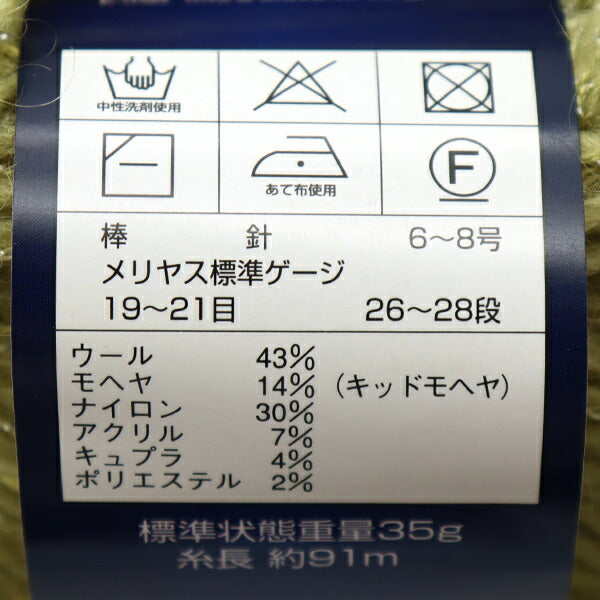 中性洗剤使用
あて布使用
F
棒 針 6～8号
メリヤス標準ゲージ
19～21目 26～28段
ウール 43%
モヘヤ 14% (キッドモヘヤ)
ナイロン 30%
アクリル 7%
キュプラ 4%
ポリエステル 2%
標準状態重量35g
糸長 約91m